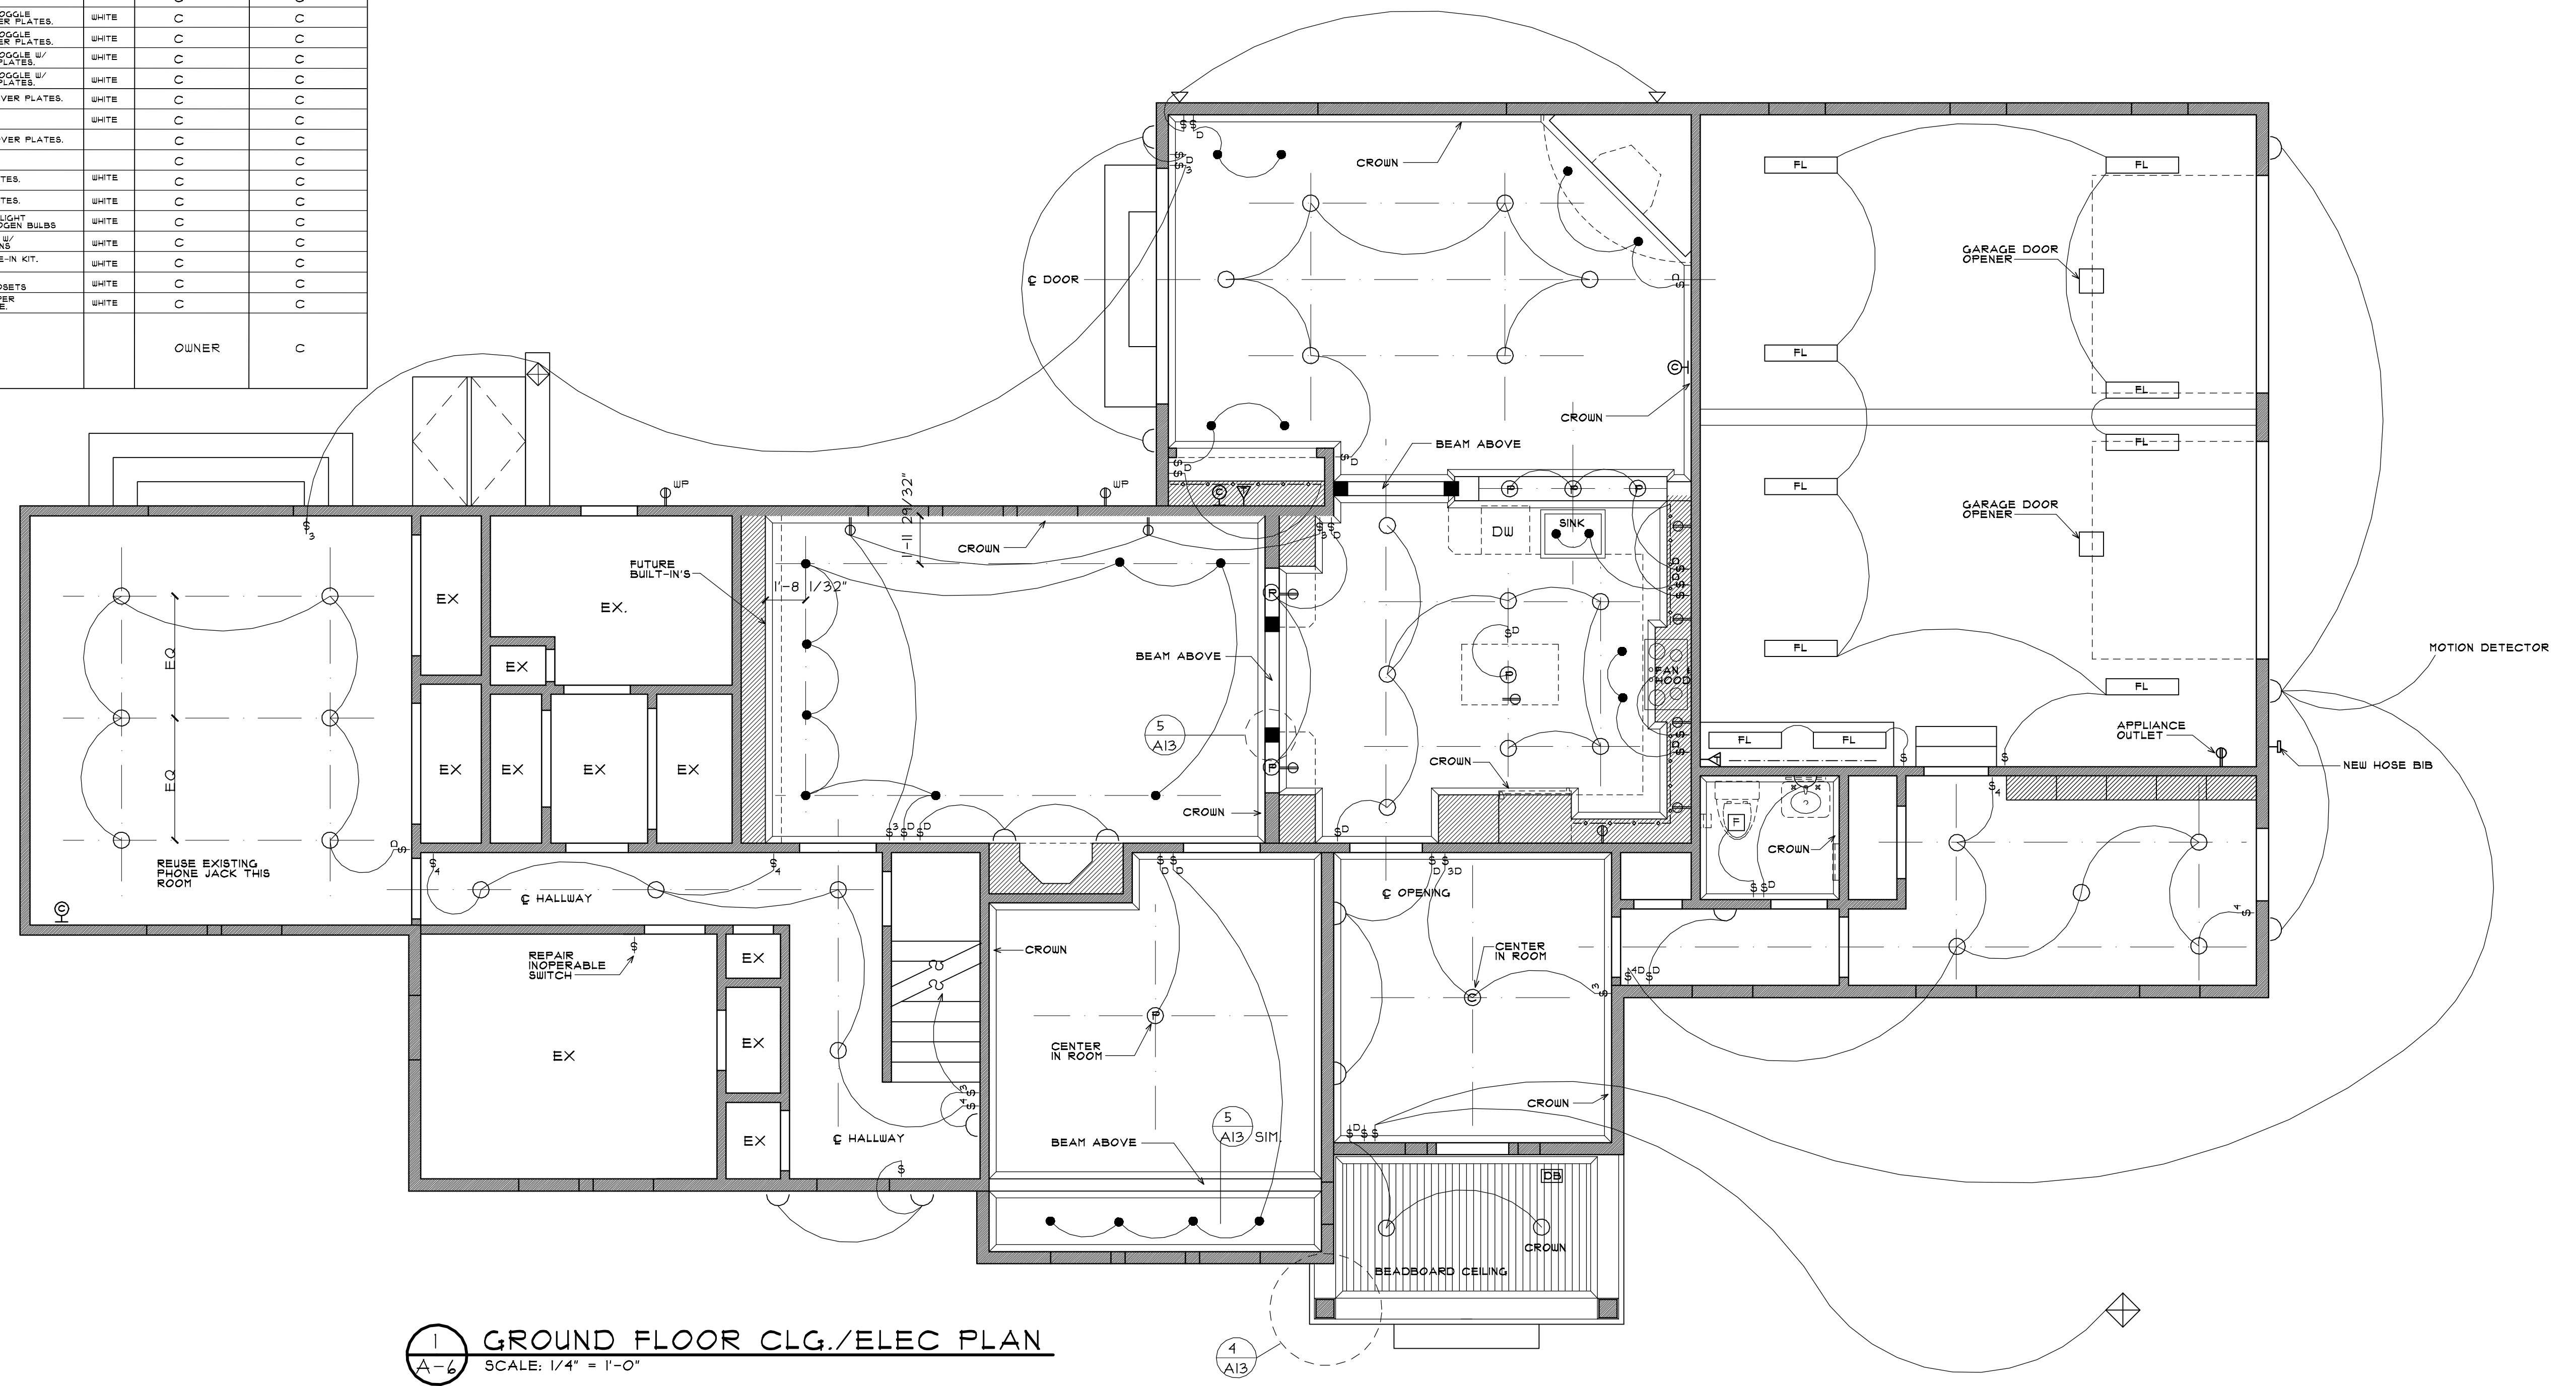 OGGLE
ER PLATES. WHITE C C
OGGLE
ER PLATES. WHITE C C
OGGLE W/
PLATES. WHITE C C
OGGLE W/
PLATES. WHITE C C
VER PLATES. WHITE C C
WHITE C C
VER PLATES. C C
C C
TES. WHITE C C
TES. WHITE C C
LIGHT
OGEN BULBS WHITE C C
W/
NS WHITE C C
E-IN KIT. WHITE C C
OSETS WHITE C C
PER
E. WHITE C C
OWNER C
CROWN
℄ DOOR
CROWN
BEAM ABOVE
FL
FL
FL
FL
FL
FL
FL
FL
GARAGE DOOR
OPENER
GARAGE DOOR
OPENER
MOTION DETECTOR
APPLIANCE
OUTLET
NEW HOSE BIB
FL
FL
WP
WP
1'-11 29/32"
CROWN
FUTURE
BUILT-IN'S
1'-8 1/32"
DW
SINK
FAN
HOOD
BEAM ABOVE
5
A13
CROWN
CROWN
EX
EX.
EX
EX
EX
EX
EX
EQ
EQ
REUSE EXISTING
PHONE JACK THIS
ROOM
℄ HALLWAY
REPAIR
INOPERABLE
SWITCH
EX
EX
EX
EX
℄ HALLWAY
CROWN
CENTER
IN ROOM
BEAM ABOVE
5
A13 SIM.
℄ OPENING
CENTER
IN ROOM
CROWN
CROWN
F
DB
CROWN
BEADBOARD CEILING
4
A13
1
A-6
GROUND FLOOR CLG./ELEC PLAN
SCALE: 1/4" = 1'-0"